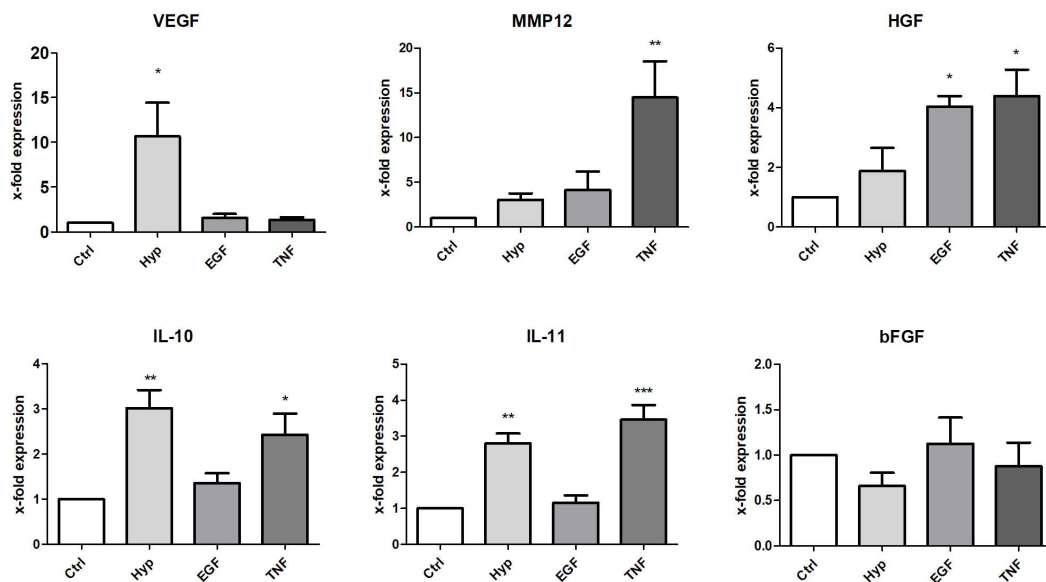 VEGF
x-fold expression
20
15
10
5
0
*
Ctrl
Hyp
EGF
TNF
MMP12
x-fold expression
20
15
10
5
0
**
Ctrl
Hyp
EGF
TNF
HGF
x-fold expression
6
4
2
0
*
*
Ctrl
Hyp
EGF
TNF
IL-10
x-fold expression
4
3
2
1
0
**
*
Ctrl
Hyp
EGF
TNF
IL-11
x-fold expression
5
4
3
2
1
0
**
***
Ctrl
Hyp
EGF
TNF
bFGF
x-fold expression
2.0
1.5
1.0
0.5
0.0
Ctrl
Hyp
EGF
TNF